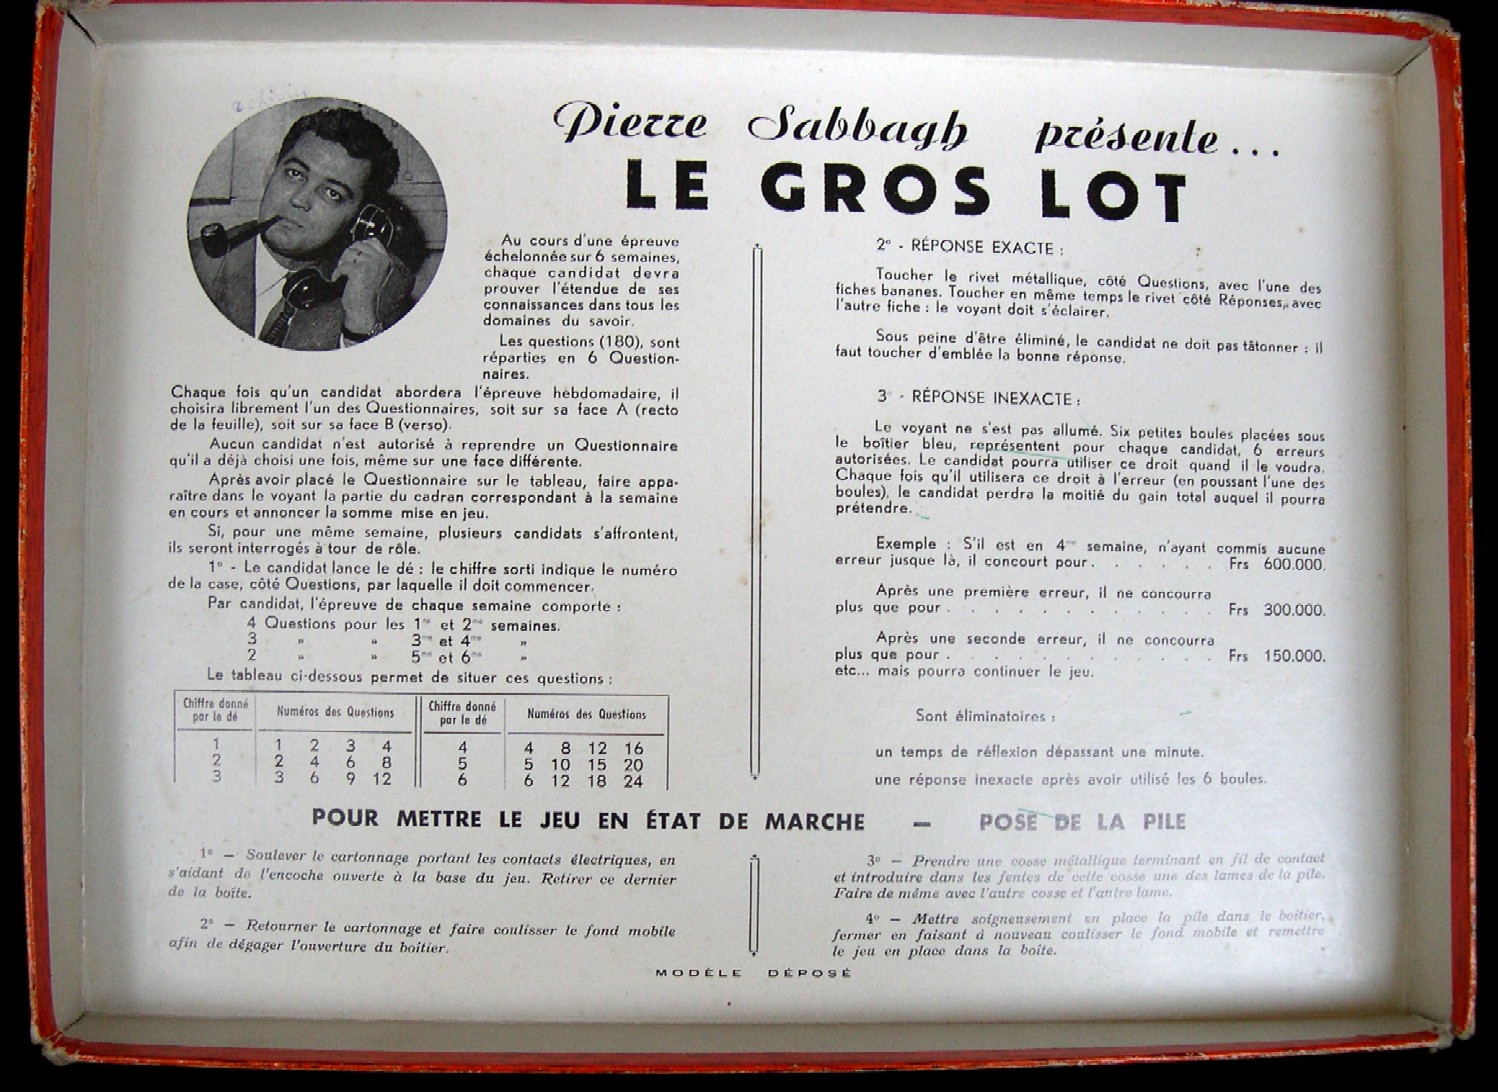 Pierre Sabbagh présente...
LE GROS LOT
Au cours d'une épreuve
échelonnée sur 6 semaines,
chaque candidat devra
prouver l'étendue de ses
connaissances dans tous les
domaines du savoir.
Les questions (180), sont
réparties en 6 Question-
naires.
Chaque fois qu'un candidat abordera l'épreuve hebdomadaire, il
choisira librement l'un des Questionnaires, soit sur sa face A (recto
de la feuille), soit sur sa face B (verso).
Aucun candidat n'est autorisé à reprendre un Questionnaire
qu'il a déjà choisi une fois, même sur une face différente.
Après avoir placé le Questionnaire sur le tableau, faire appa-
raître dans le voyant la partie du cadran correspondant à la semaine
en cours et annoncer la somme mise en jeu.
Si, pour une même semaine, plusieurs candidats s'affrontent,
ils seront interrogés à tour de rôle.
1° - Le candidat lance le dé : le chiffre sorti indique le numéro
de la case, côté Questions, par laquelle il doit commencer.
Par candidat, l'épreuve de chaque semaine comporte :
4 Questions pour les 1re et 2me semaines.
3 » » 3me et 4me »
2 » » 5me et 6me »
Le tableau ci-dessous permet de situer ces questions :
Chiffre donné par le dé | Numéros des Questions | Chiffre donné par le dé | Numéros des Questions
1 | 1 2 3 4 | 4 | 4 8 12 16
2 | 2 4 6 8 | 5 | 5 10 15 20
3 | 3 6 9 12 | 6 | 6 12 18 24
2° - RÉPONSE EXACTE :
Toucher le rivet métallique, côté Questions, avec l'une des
fiches bananes. Toucher en même temps le rivet côté Réponses, avec
l'autre fiche : le voyant doit s'éclairer.
Sous peine d'être éliminé, le candidat ne doit pas tâtonner : il
faut toucher d'emblée la bonne réponse.
3° - RÉPONSE INEXACTE :
Le voyant ne s'est pas allumé. Six petites boules placées sous
le boîtier bleu, représentent pour chaque candidat, 6 erreurs
autorisées. Le candidat pourra utiliser ce droit quand il le voudra.
Chaque fois qu'il utilisera ce droit à l'erreur (en poussant l'une des
boules), le candidat perdra la moitié du gain total auquel il pourra
prétendre.
Exemple : S'il est en 4me semaine, n'ayant commis aucune
erreur jusque là, il concourt pour. . . . . . . Frs 600.000.
Après une première erreur, il ne concourra
plus que pour . . . . . . . . . . . . Frs 300.000.
Après une seconde erreur, il ne concourra
plus que pour . . . . . . . . . . . . Frs 150.000.
etc... mais pourra continuer le jeu.
Sont éliminatoires :
un temps de réflexion dépassant une minute.
une réponse inexacte après avoir utilisé les 6 boules.
POUR METTRE LE JEU EN ÉTAT DE MARCHE — POSE DE LA PILE
1° — Soulever le cartonnage portant les contacts électriques, en
s'aidant de l'encoche ouverte à la base du jeu. Retirer ce dernier
de la boîte.
2° — Retourner le cartonnage et faire coulisser le fond mobile
afin de dégager l'ouverture du boitier.
3° — Prendre une cosse métallique terminant en fil de contact
et introduire dans les fentes de cette cosse une des lames de la pile.
Faire de même avec l'autre cosse et l'autre lame.
4° — Mettre soigneusement en place la pile dans le boitier,
fermer en faisant à nouveau coulisser le fond mobile et remettre
le jeu en place dans la boîte.
MODÈLE DÉPOSÉ